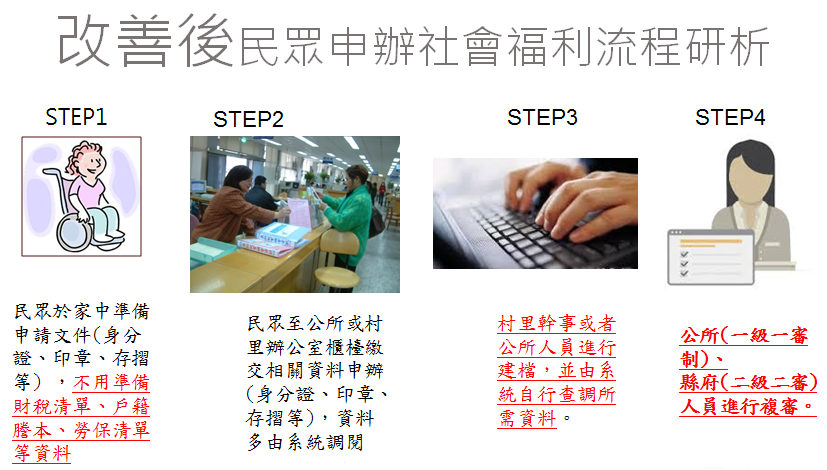 改善後民眾申辦社會福利流程研析
STEP1
民眾於家中準備
申請文件(身分
證、印章、存摺
等)，不用準備
財稅清單、戶籍
謄本、勞保清單
等資料
STEP2
民眾至公所或村
里辦公室櫃檯繳
交相關資料申辦
(身分證、印章、
存摺等)，資料
多由系統調閱
STEP3
村里幹事或者
公所人員進行
建檔，並由系
統自行查調所
需資料。
STEP4
公所(一級一審
制)、
縣府(二級二審)
人員進行複審。